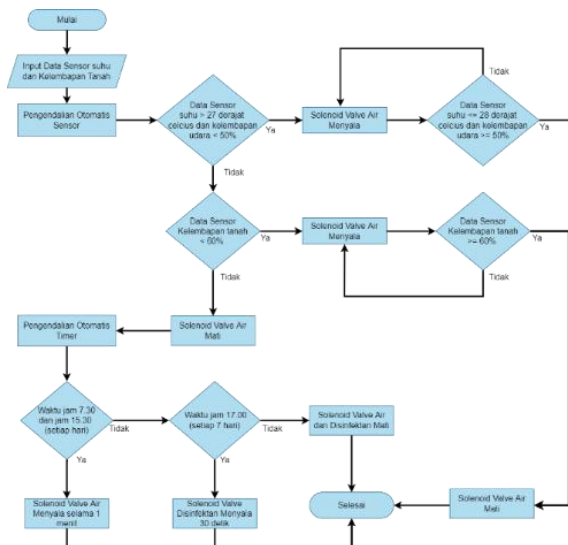 Mulai
Input Data Sensor suhu
dan Kelembapan Tanah
Pengendalian Otomatis
Sensor
Data Sensor
suhu > 27 derajat
celcius dan kelembapan
udara < 50%
Ya
Tidak
Solenoid Valve Air
Menyala
Tidak
Data Sensor
suhu <= 28 derajat
celcius dan kelembapan
udara >= 50%
Ya
Data Sensor
Kelembapan tanah
< 60%
Ya
Tidak
Solenoid Valve Air
Menyala
Data Sensor
Kelembapan tanah
>= 60%
Ya
Tidak
Pengendalian Otomatis
Timer
Solenoid Valve Air
Mati
Waktu jam 7.30
dan jam 15.30
(setiap hari)
Tidak
Ya
Waktu jam 17.00
(setiap 7 hari)
Tidak
Ya
Solenoid Valve Air
dan Disinfektan Mati
Solenoid Valve Air
Menyala selama 1
menit
Solenoid Valve
Disinfektan Menyala
30 detik
Selesai
Solenoid Valve Air
Mati